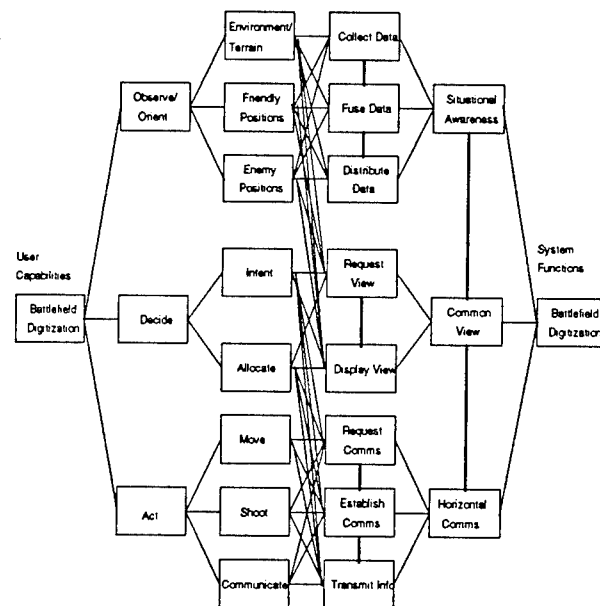 Environment/
Terrain
Collect Data
Observe/
Orient
Friendly
Positions
Fuse Data
Situational
Awareness
Enemy
Positions
Distribute
Data
User
Capabilities
Intent
Request
View
System
Functions
Battlefield
Digitization
Decide
Common
View
Battlefield
Digitization
Allocate
Display View
Move
Request
Comms
Act
Shoot
Establish
Comms
Horizontal
Comms
Communicate
Transmit Info